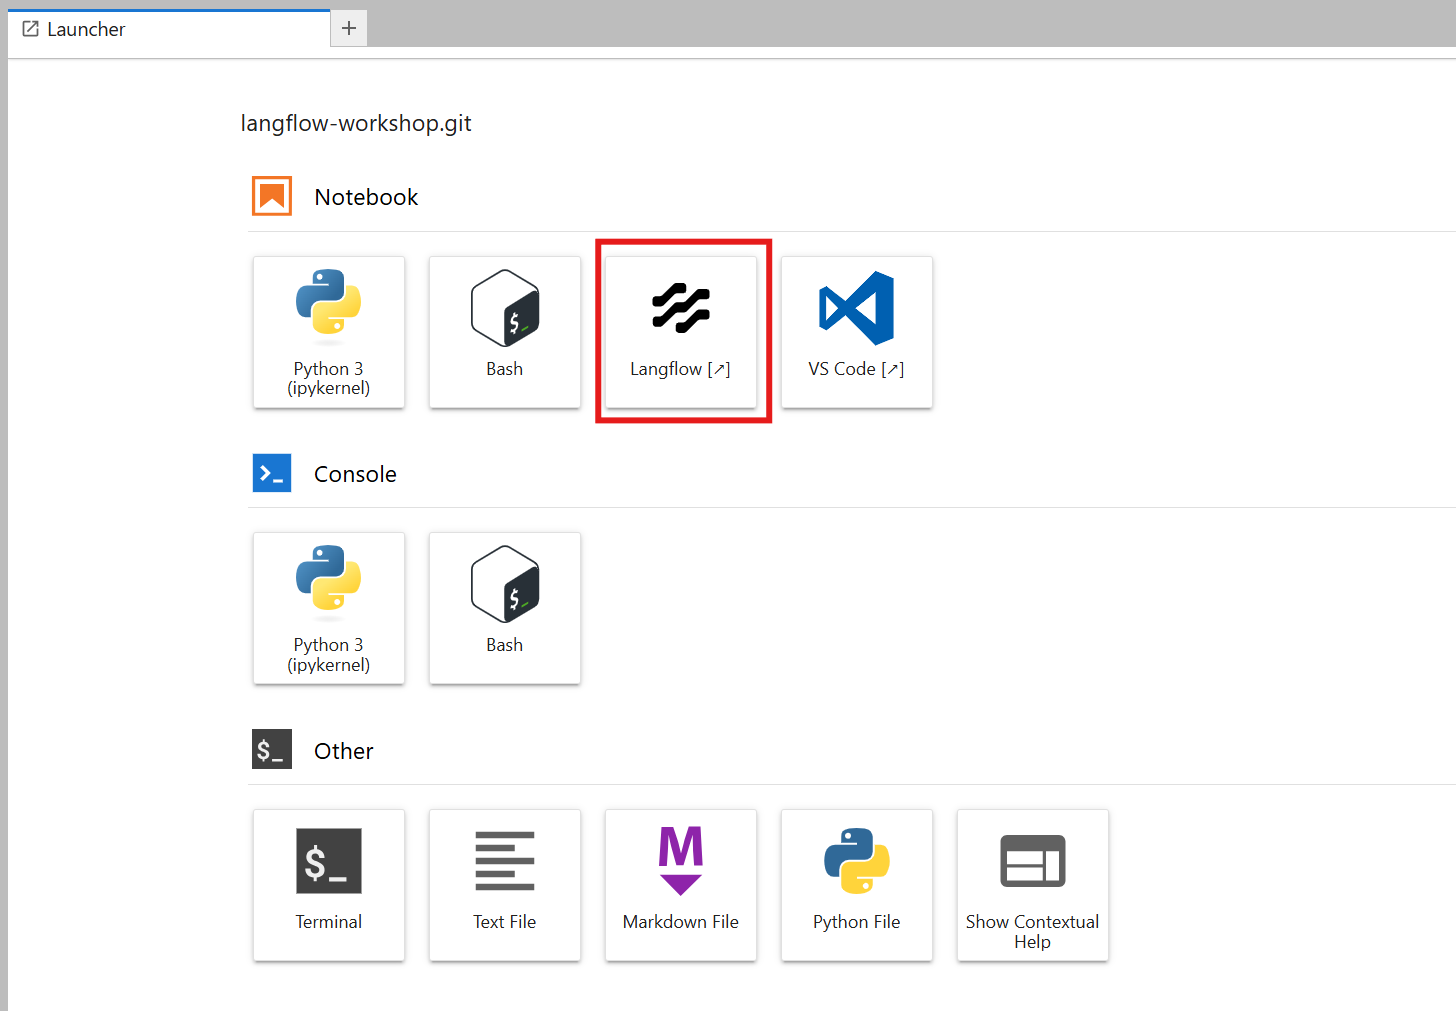 Launcher
langflow-workshop.git
Notebook
Python 3
(ipykernel)
Bash
Langflow [↗]
VS Code [↗]
Console
Python 3
(ipykernel)
Bash
$_ Other
$_
Terminal
Text File
M
Markdown File
Python File
Show Contextual
Help